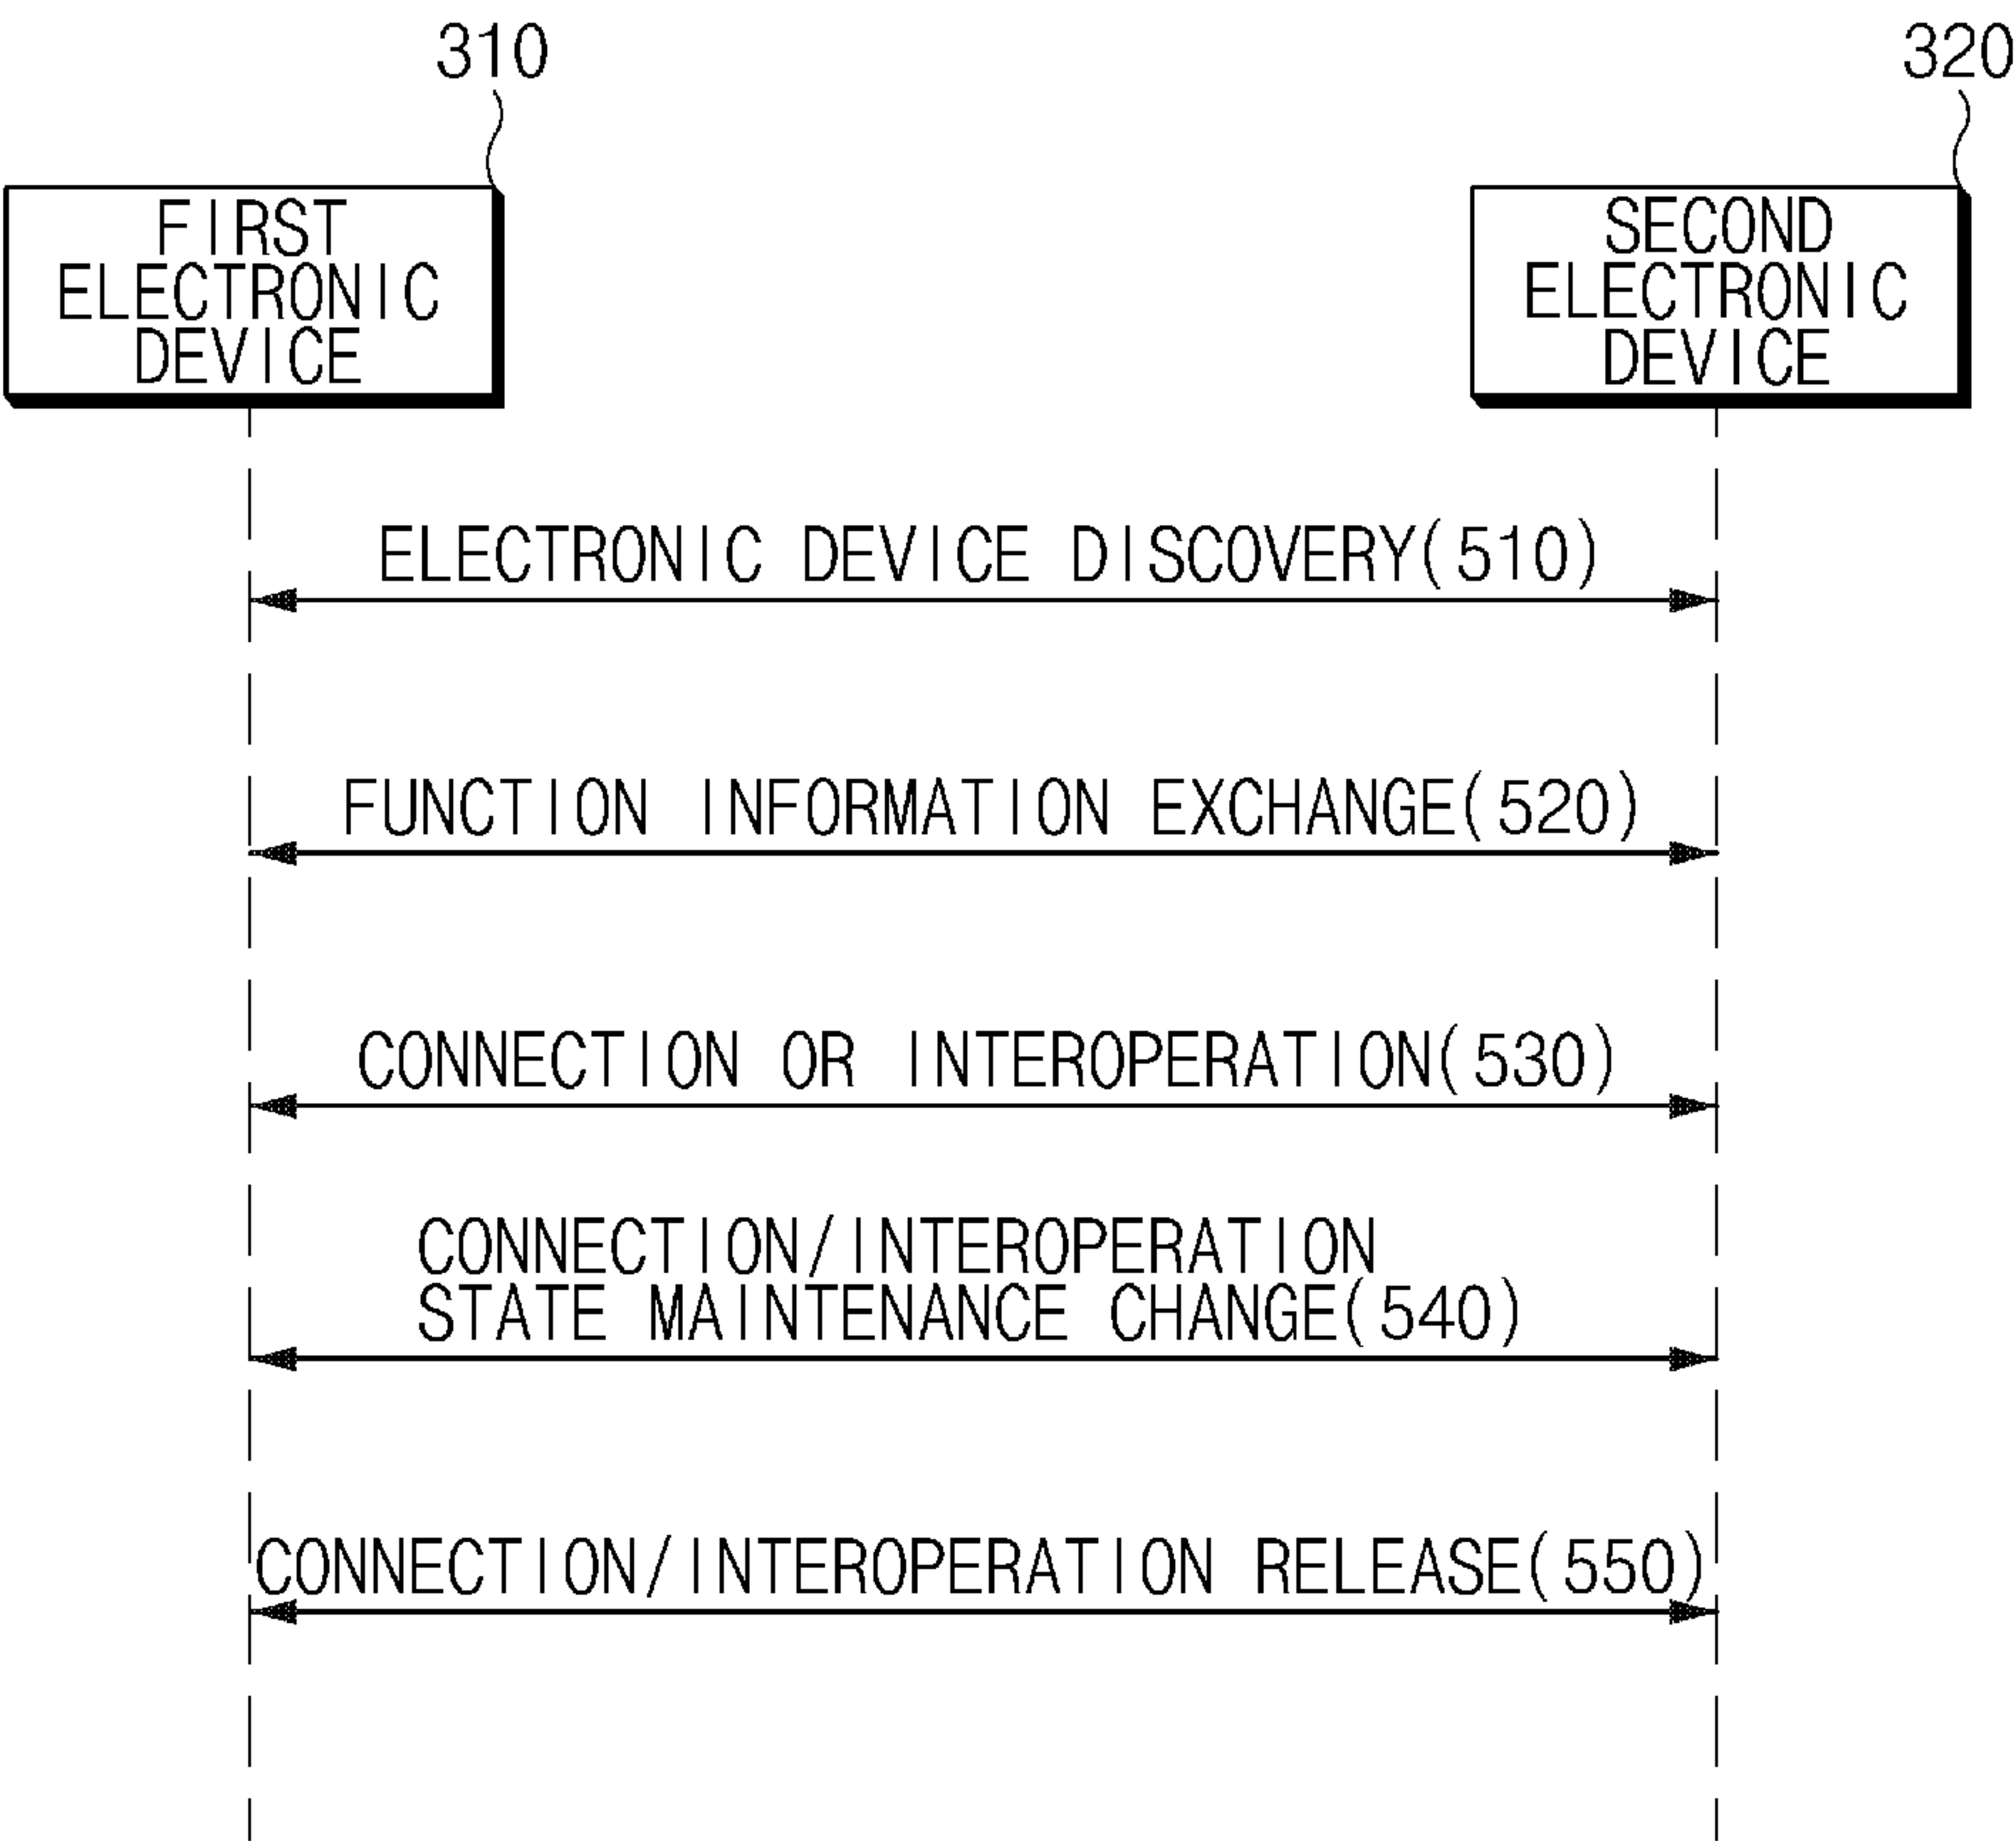 310
320
FIRST
ELECTRONIC
DEVICE
SECOND
ELECTRONIC
DEVICE
ELECTRONIC DEVICE DISCOVERY(510)
FUNCTION INFORMATION EXCHANGE(520)
CONNECTION OR INTEROPERATION(530)
CONNECTION/INTEROPERATION
STATE MAINTENANCE CHANGE(540)
CONNECTION/INTEROPERATION RELEASE(550)